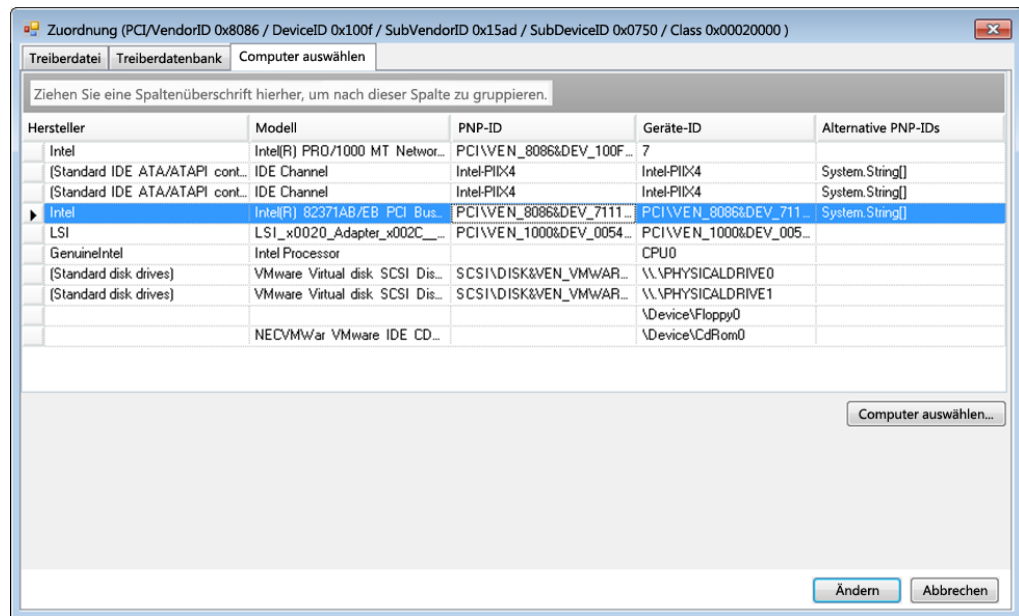 Zuordnung (PCI/VendorID 0x8086 / DeviceID 0x100f / SubVendorID 0x15ad / SubDeviceID 0x0750 / Class 0x00020000 )
Treiberdatei Treiberdatenbank Computer auswählen
Ziehen Sie eine Spaltenüberschrift hierher, um nach dieser Spalte zu gruppieren.
Hersteller Modell PNP-ID Geräte-ID Alternative PNP-IDs
Intel Intel(R) PRO/1000 MT Networ... PCI\VEN_8086&DEV_100F... 7
(Standard IDE ATA/ATAPI cont... IDE Channel Intel-PIIX4 Intel-PIIX4 System.String[]
(Standard IDE ATA/ATAPI cont... IDE Channel Intel-PIIX4 Intel-PIIX4 System.String[]
Intel Intel(R) 82371AB/EB PCI Bus... PCI\VEN_8086&DEV_7111... PCI\VEN_8086&DEV_711... System.String[]
LSI LSI_x0020_Adapter_x002C__... PCI\VEN_1000&DEV_0054... PCI\VEN_1000&DEV_005...
GenuineIntel Intel Processor CPU0
(Standard disk drives) VMware Virtual disk SCSI Dis... SCSI\DISK&VEN_VMWAR... \\.\PHYSICALDRIVE0
(Standard disk drives) VMware Virtual disk SCSI Dis... SCSI\DISK&VEN_VMWAR... \\.\PHYSICALDRIVE1
\Device\Floppy0
NECVMWar VMware IDE CD... \Device\CdRom0
Computer auswählen...
Ändern Abbrechen